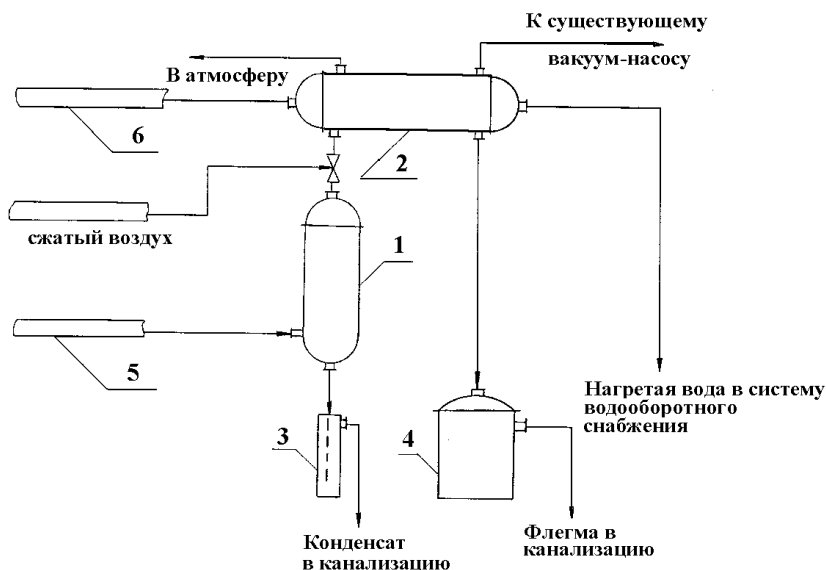 К существующему
вакуум-насосу
В атмосферу
6
2
сжатый воздух
1
5
Нагретая вода в систему
водооборотного
снабжения
3
4
Конденсат
в канализацию
Флегма в
канализацию